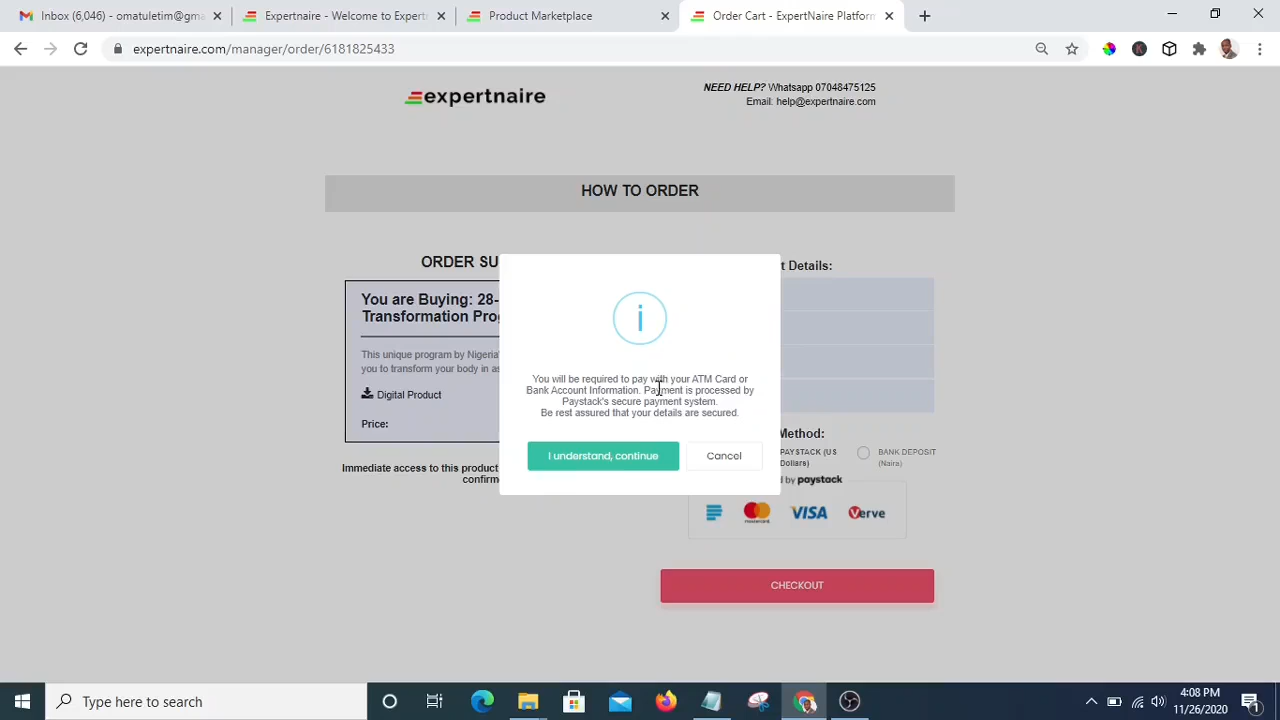 Inbox (6,046) - omatuletim@gma
Expertnaire - Welcome to Expert
Product Marketplace
Order Cart - ExpertNaire Platform
expertnaire.com/manager/order/6181825433
expertnaire
NEED HELP? Whatsapp 07048475125
Email: help@expertnaire.com
HOW TO ORDER
ORDER SU
t Details:
You are Buying: 28-
Transformation Pro
This unique program by Nigeria'
you to transform your body in as
Digital Product
Price:
Immediate access to this product
confirme
i
You will be required to pay with your ATM Card or
Bank Account Information. Payment is processed by
Paystack's secure payment system.
Be rest assured that your details are secured.
I understand, continue
Cancel
Method:
PAYSTACK (US
Dollars)
BANK DEPOSIT
(Naira)
d by paystack
VISA
Verve
CHECKOUT
Type here to search
4:08 PM
11/26/2020